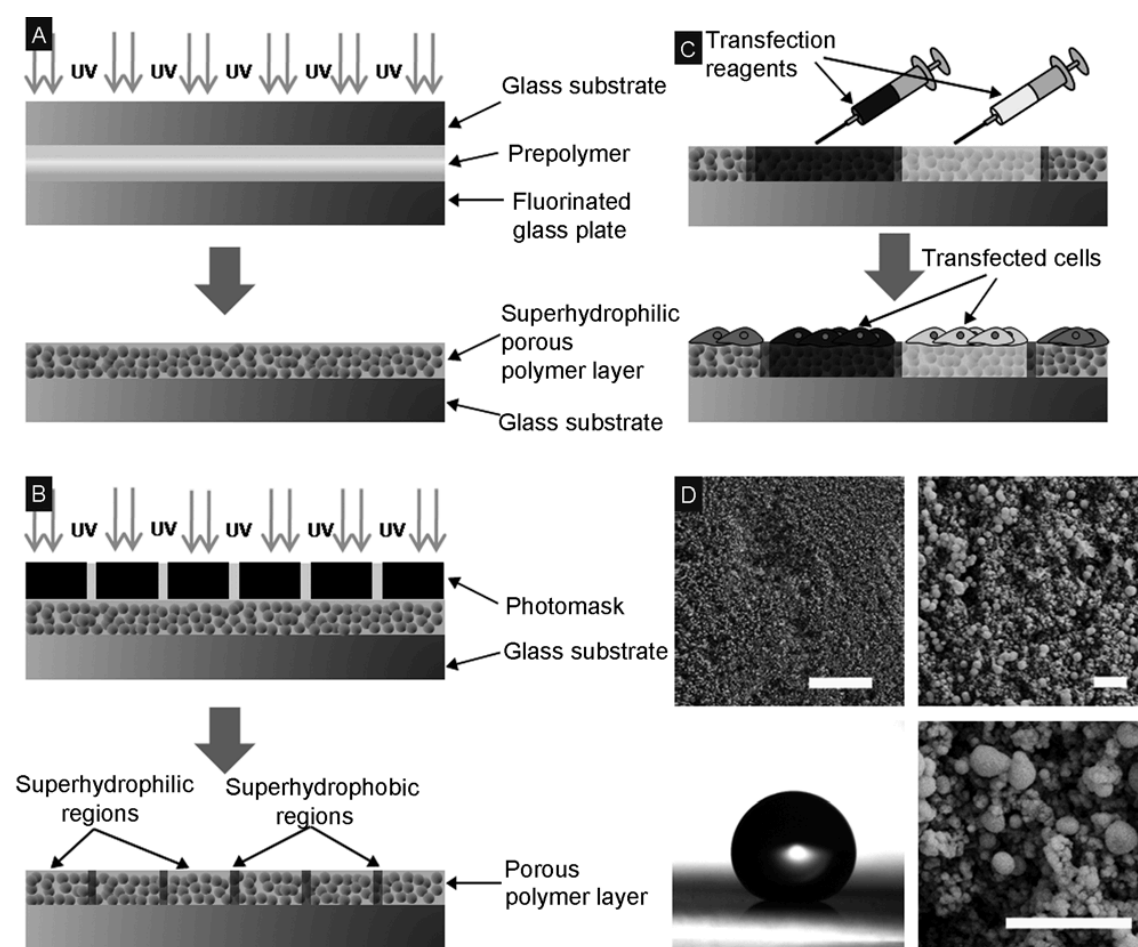 A
UV UV UV UV UV
Glass substrate
Prepolymer
Fluorinated
glass plate
Superhydrophilic
porous
polymer layer
Glass substrate
B
UV UV UV UV UV
Photomask
Glass substrate
Superhydrophilic
regions
Superhydrophobic
regions
Porous
polymer layer
C
Transfection
reagents
Transfected cells
D